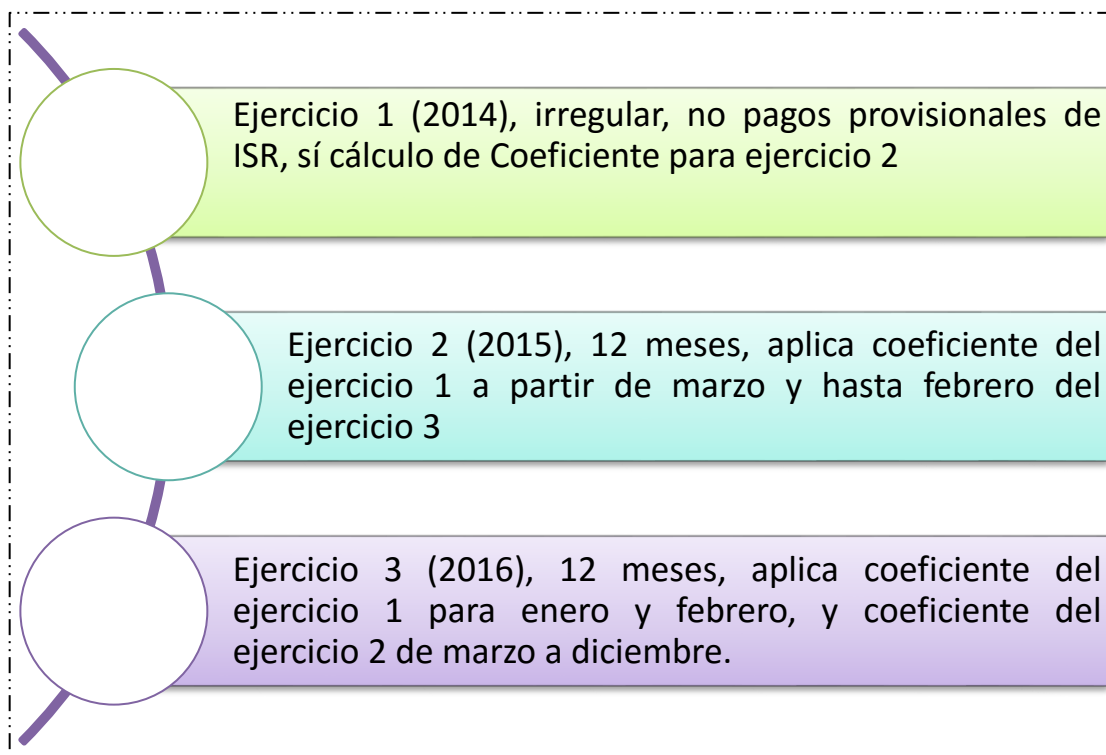 Ejercicio 1 (2014), irregular, no pagos provisionales de
ISR, sí cálculo de Coeficiente para ejercicio 2
Ejercicio 2 (2015), 12 meses, aplica coeficiente del
ejercicio 1 a partir de marzo y hasta febrero del
ejercicio 3
Ejercicio 3 (2016), 12 meses, aplica coeficiente del
ejercicio 1 para enero y febrero, y coeficiente del
ejercicio 2 de marzo a diciembre.